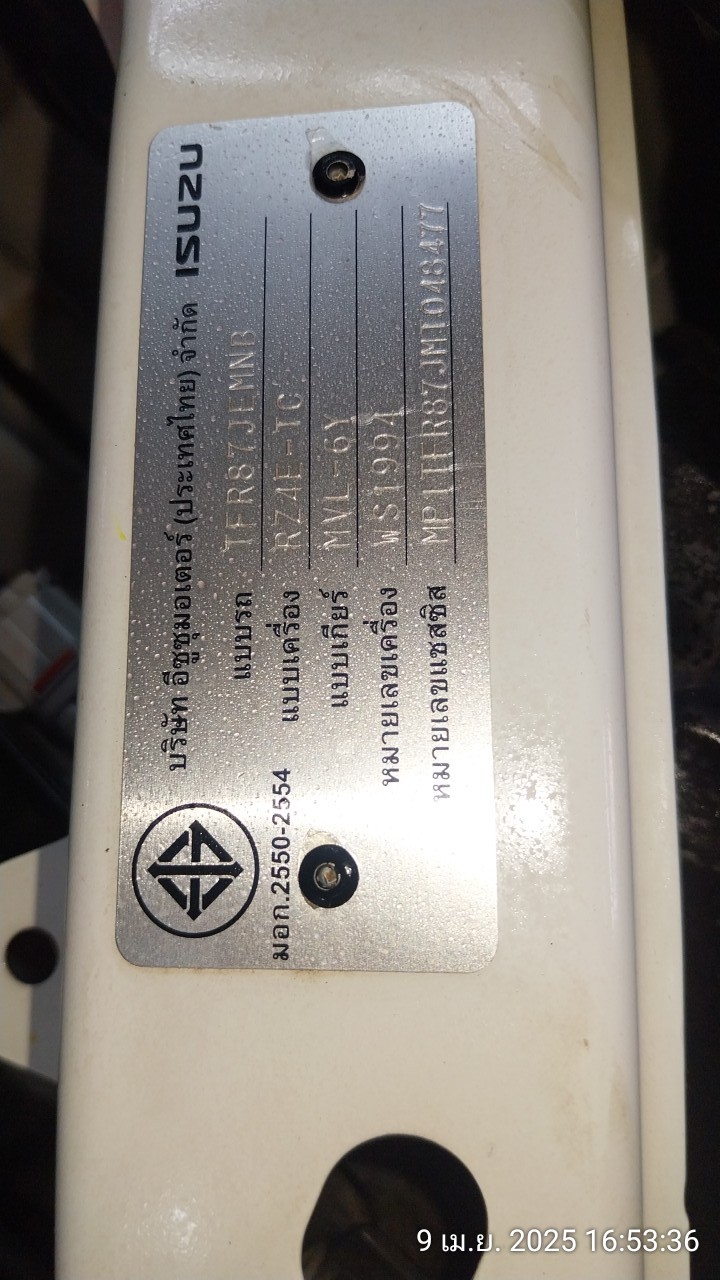 บริษัท อีซูซุมอเตอร์ (ประเทศไทย) จำกัด ISUZU
แบบรถ TFR87JEMNB
แบบเครื่อง RZ4E-TC
มอก.2550-2554
แบบเกียร์ MVL-6Y
หมายเลขเครื่อง WS1994
หมายเลขแชสซิส MP1TFR87JMT048477
9 เม.ย. 2025 16:53:36